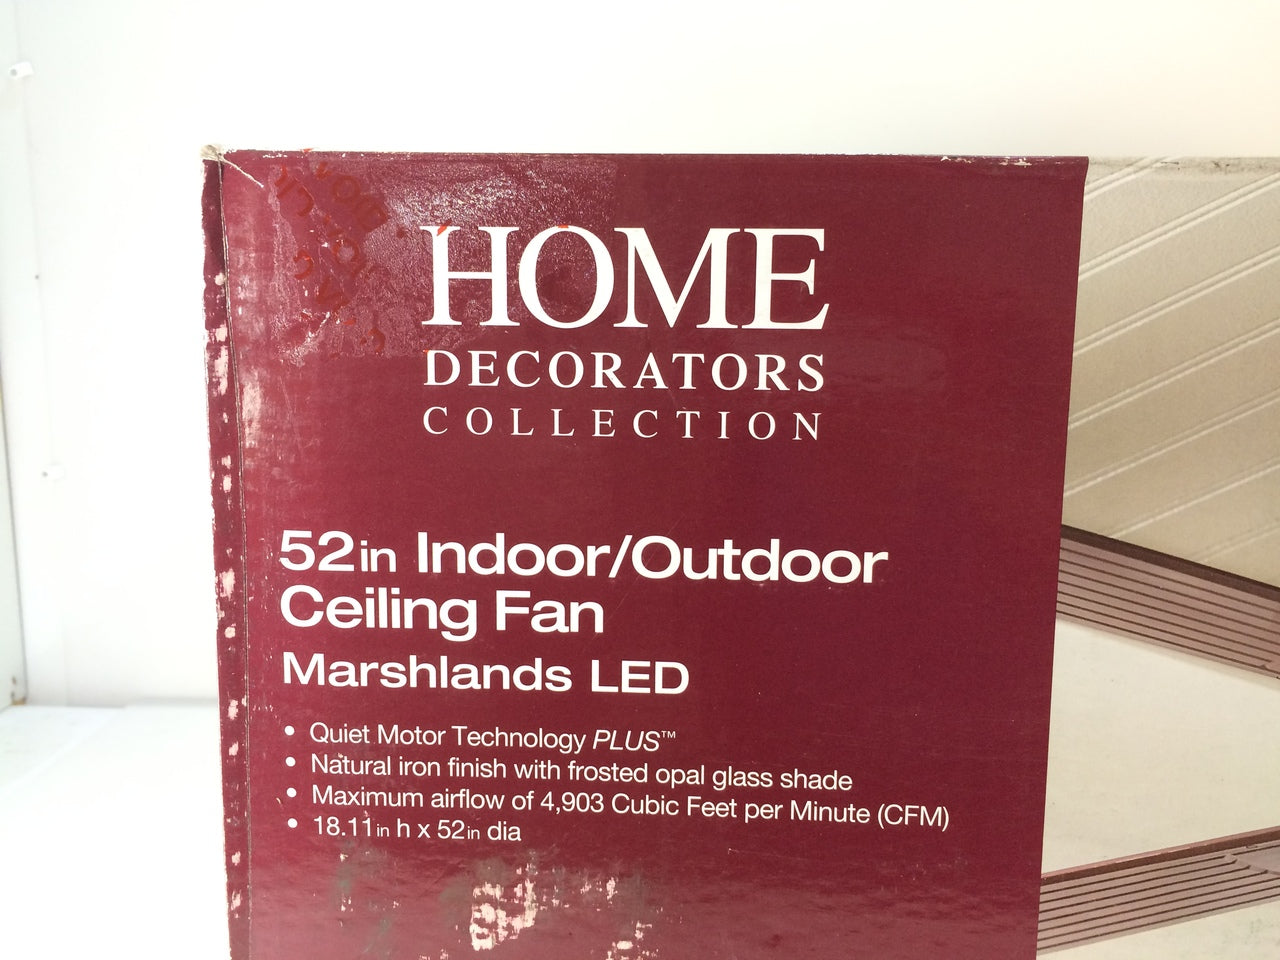 HOME
DECORATORS
COLLECTION
52in Indoor/Outdoor
Ceiling Fan
Marshlands LED
• Quiet Motor Technology PLUS™
• Natural iron finish with frosted opal glass shade
• Maximum airflow of 4,903 Cubic Feet per Minute (CFM)
• 18.11in h x 52in dia